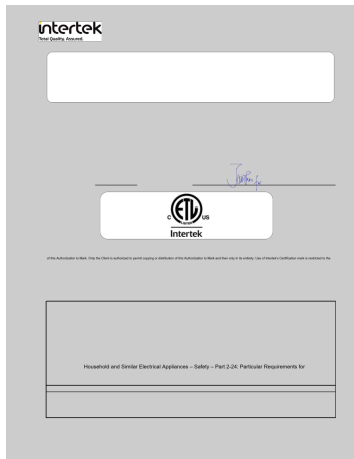 intertek
Total Quality. Assured.
C ETL US
LISTED
Intertek
of this Authorization to Mark. Only the Client is authorized to permit copying or distribution of this Authorization to Mark and then only in its entirety. Use of Intertek's Certification mark is restricted to the
Household and Similar Electrical Appliances – Safety – Part 2-24: Particular Requirements for